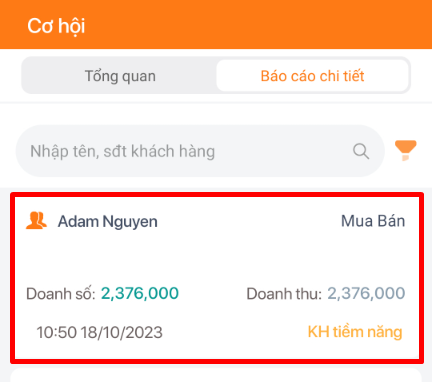 Cơ hội
Tổng quan Báo cáo chi tiết
Nhập tên, sđt khách hàng
Adam Nguyen Mua Bán
Doanh số: 2,376,000 Doanh thu: 2,376,000
10:50 18/10/2023 KH tiềm năng